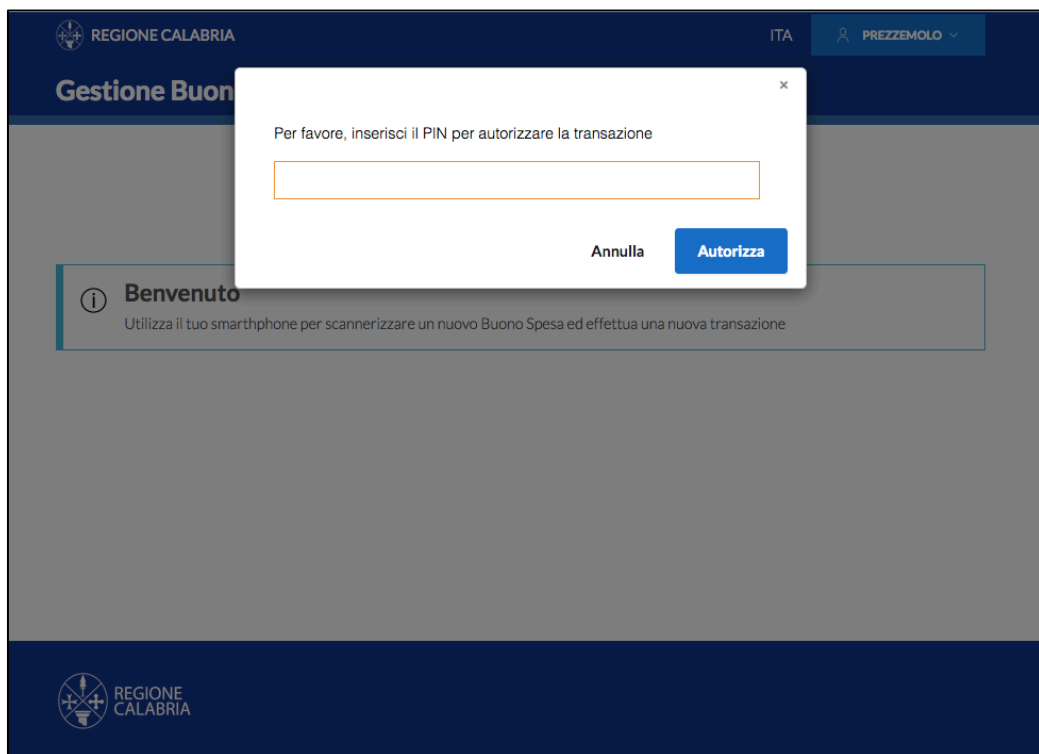 REGIONE CALABRIA
ITA
PREZZEMOLO
Gestione Buon
×
Per favore, inserisci il PIN per autorizzare la transazione
Annulla
Autorizza
Benvenuto
Utilizza il tuo smarthphone per scannerizzare un nuovo Buono Spesa ed effettua una nuova transazione
REGIONE
CALABRIA